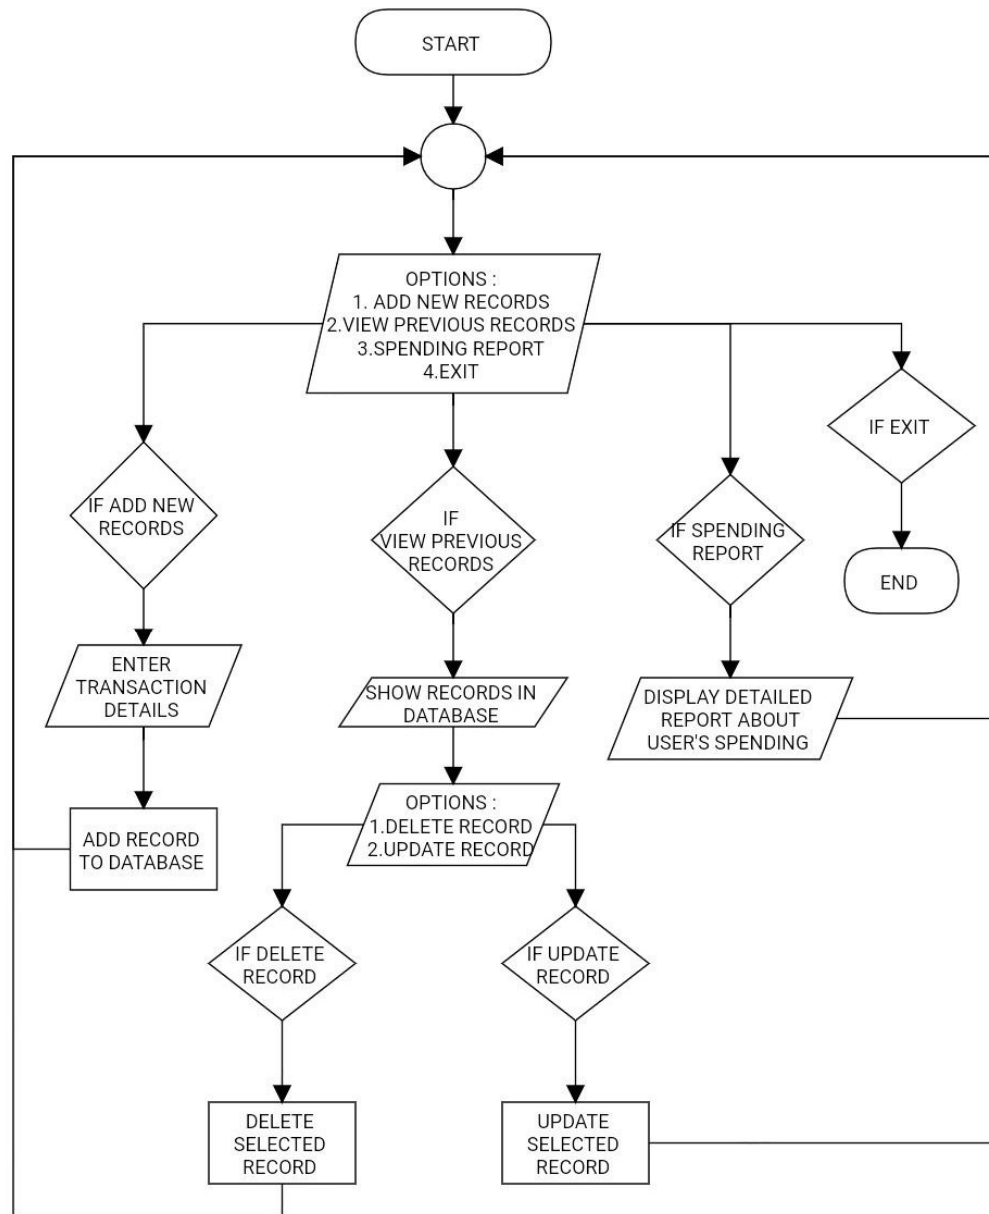 START
OPTIONS :
1. ADD NEW RECORDS
2.VIEW PREVIOUS RECORDS
3.SPENDING REPORT
4.EXIT
IF EXIT
IF ADD NEW
RECORDS
IF
VIEW PREVIOUS
RECORDS
IF SPENDING
REPORT
END
ENTER
TRANSACTION
DETAILS
SHOW RECORDS IN
DATABASE
DISPLAY DETAILED
REPORT ABOUT
USER'S SPENDING
OPTIONS :
1.DELETE RECORD
2.UPDATE RECORD
ADD RECORD
TO DATABASE
IF DELETE
RECORD
IF UPDATE
RECORD
DELETE
SELECTED
RECORD
UPDATE
SELECTED
RECORD